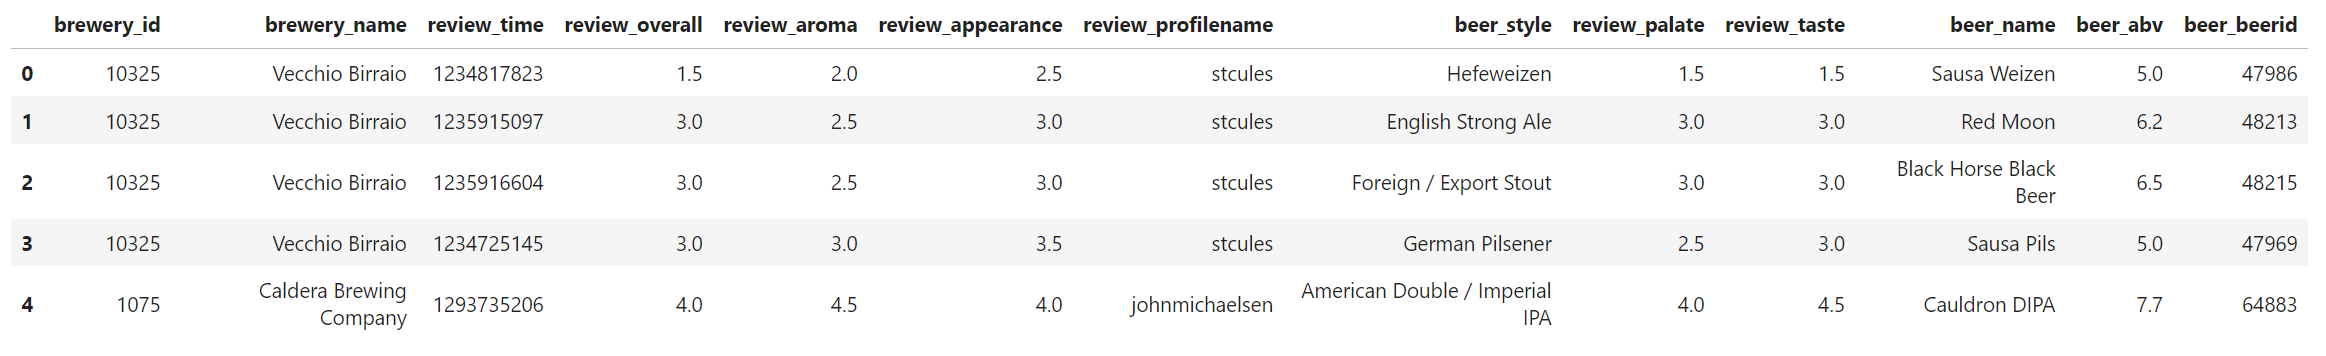 brewery_id brewery_name review_time review_overall review_aroma review_appearance review_profilename beer_style review_palate review_taste beer_name beer_abv beer_beerid
0 10325 Vecchio Birraio 1234817823 1.5 2.0 2.5 stcules Hefeweizen 1.5 1.5 Sausa Weizen 5.0 47986
1 10325 Vecchio Birraio 1235915097 3.0 2.5 3.0 stcules English Strong Ale 3.0 3.0 Red Moon 6.2 48213
2 10325 Vecchio Birraio 1235916604 3.0 2.5 3.0 stcules Foreign / Export Stout 3.0 3.0 Black Horse Black
Beer 6.5 48215
3 10325 Vecchio Birraio 1234725145 3.0 3.0 3.5 stcules German Pilsener 2.5 3.0 Sausa Pils 5.0 47969
4 1075 Caldera Brewing
Company 1293735206 4.0 4.5 4.0 johnmichaelsen American Double / Imperial
IPA 4.0 4.5 Cauldron DIPA 7.7 64883